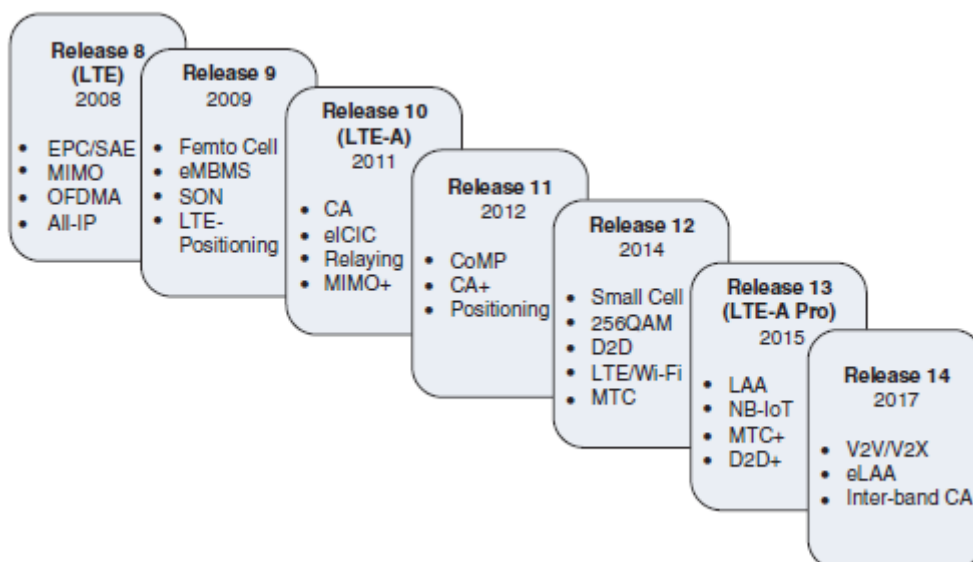 Release 8
(LTE)
2008
• EPC/SAE
• MIMO
• OFDMA
• All-IP
Release 9
2009
• Femto Cell
• eMBMS
• SON
• LTE-
Positioning
Release 10
(LTE-A)
2011
• CA
• eICIC
• Relaying
• MIMO+
Release 11
2012
• CoMP
• CA+
• Positioning
Release 12
2014
• Small Cell
• 256QAM
• D2D
• LTE/Wi-Fi
• MTC
Release 13
(LTE-A Pro)
2015
• LAA
• NB-IoT
• MTC+
• D2D+
Release 14
2017
• V2V/V2X
• eLAA
• Inter-band CA